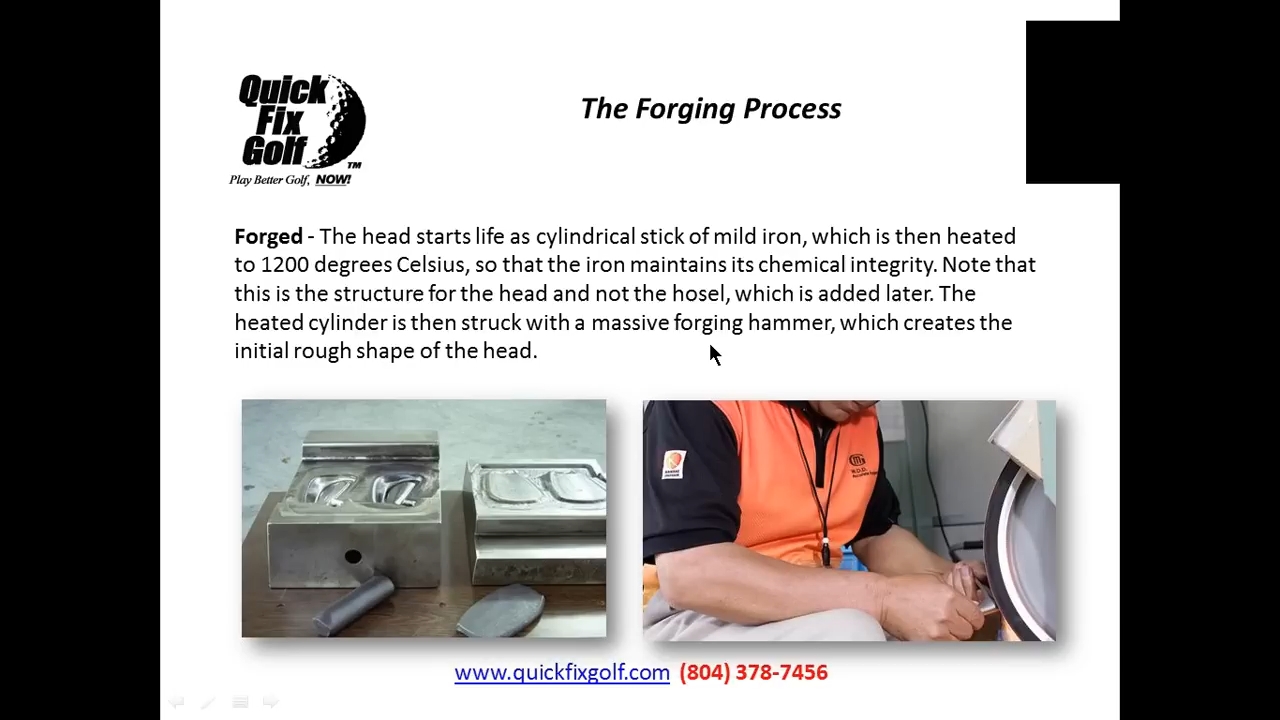 Quick
Fix
Golf
TM
Play Better Golf, NOW!
The Forging Process
Forged - The head starts life as cylindrical stick of mild iron, which is then heated
to 1200 degrees Celsius, so that the iron maintains its chemical integrity. Note that
this is the structure for the head and not the hosel, which is added later. The
heated cylinder is then struck with a massive forging hammer, which creates the
initial rough shape of the head.
www.quickfixgolf.com (804) 378-7456